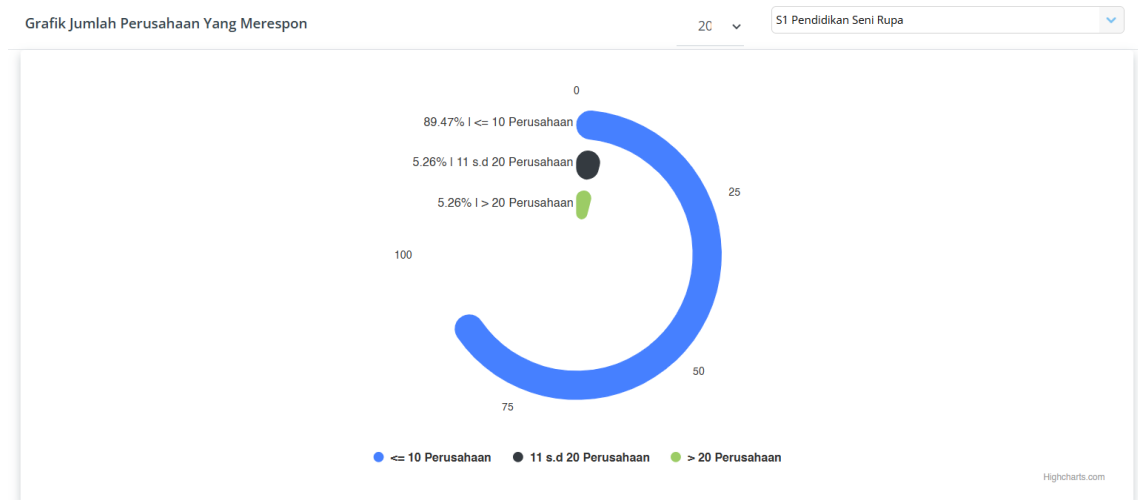 Grafik Jumlah Perusahaan Yang Merespon
20
S1 Pendidikan Seni Rupa
0
89.47% | <= 10 Perusahaan
5.26% | 11 s.d 20 Perusahaan
25
5.26% | > 20 Perusahaan
100
50
75
<= 10 Perusahaan
11 s.d 20 Perusahaan
> 20 Perusahaan
Highcharts.com